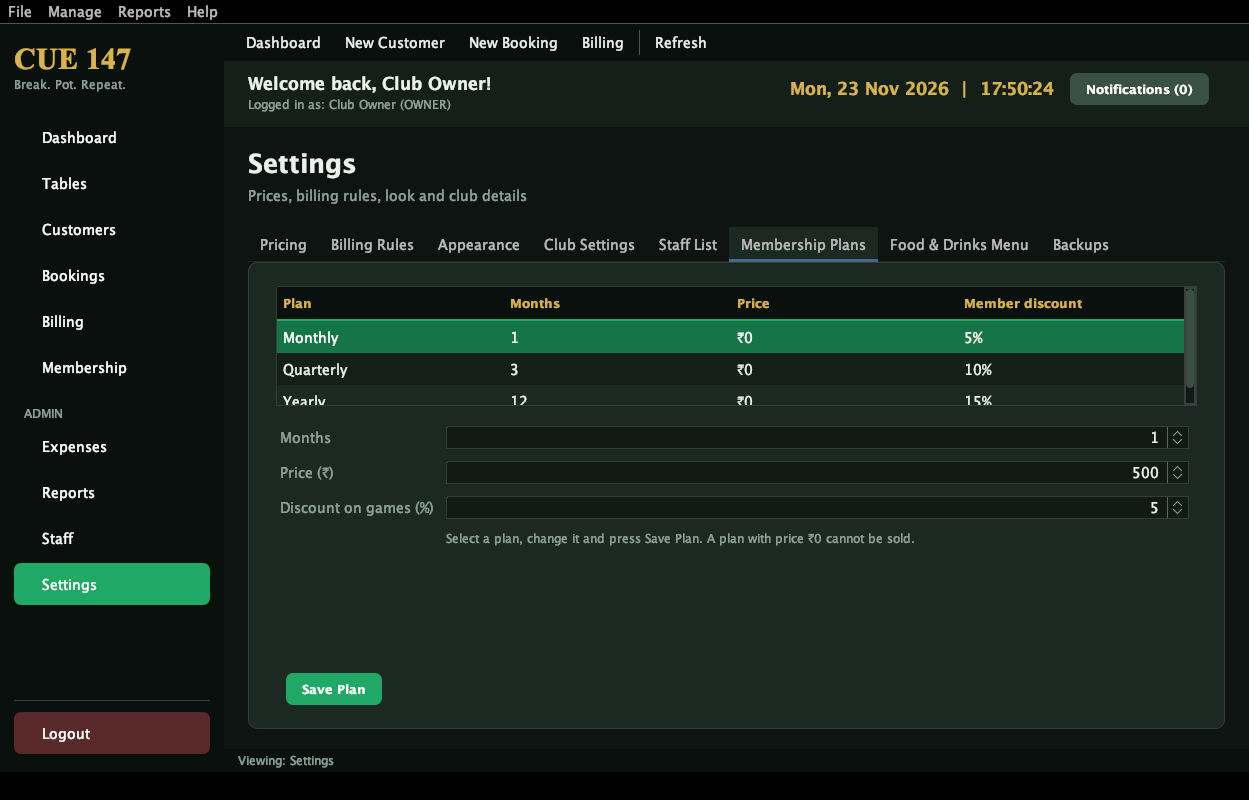 File Manage Reports Help
CUE 147
Break. Pot. Repeat.
Dashboard
Tables
Customers
Bookings
Billing
Membership
ADMIN
Expenses
Reports
Staff
Settings
Logout
Dashboard New Customer New Booking Billing Refresh
Welcome back, Club Owner!
Logged in as: Club Owner (OWNER)
Mon, 23 Nov 2026 | 17:50:24
Notifications (0)
Settings
Prices, billing rules, look and club details
Pricing Billing Rules Appearance Club Settings Staff List Membership Plans Food & Drinks Menu Backups
Plan Months Price Member discount
Monthly 1 ₹0 5%
Quarterly 3 ₹0 10%
Yearly 12 ₹0 15%
Months 1
Price (₹) 500
Discount on games (%) 5
Select a plan, change it and press Save Plan. A plan with price ₹0 cannot be sold.
Save Plan
Viewing: Settings